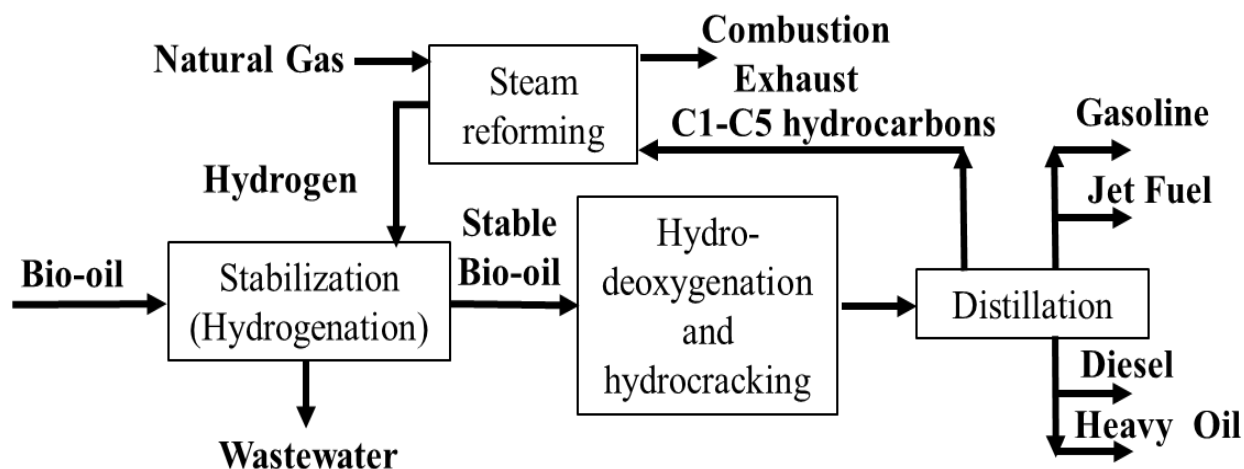 Natural Gas
Steam
reforming
Combustion
Exhaust
C1-C5 hydrocarbons
Gasoline
Jet Fuel
Hydrogen
Bio-oil
Stabilization
(Hydrogenation)
Stable
Bio-oil
Hydro-
deoxygenation
and
hydrocracking
Distillation
Diesel
Heavy Oil
Wastewater